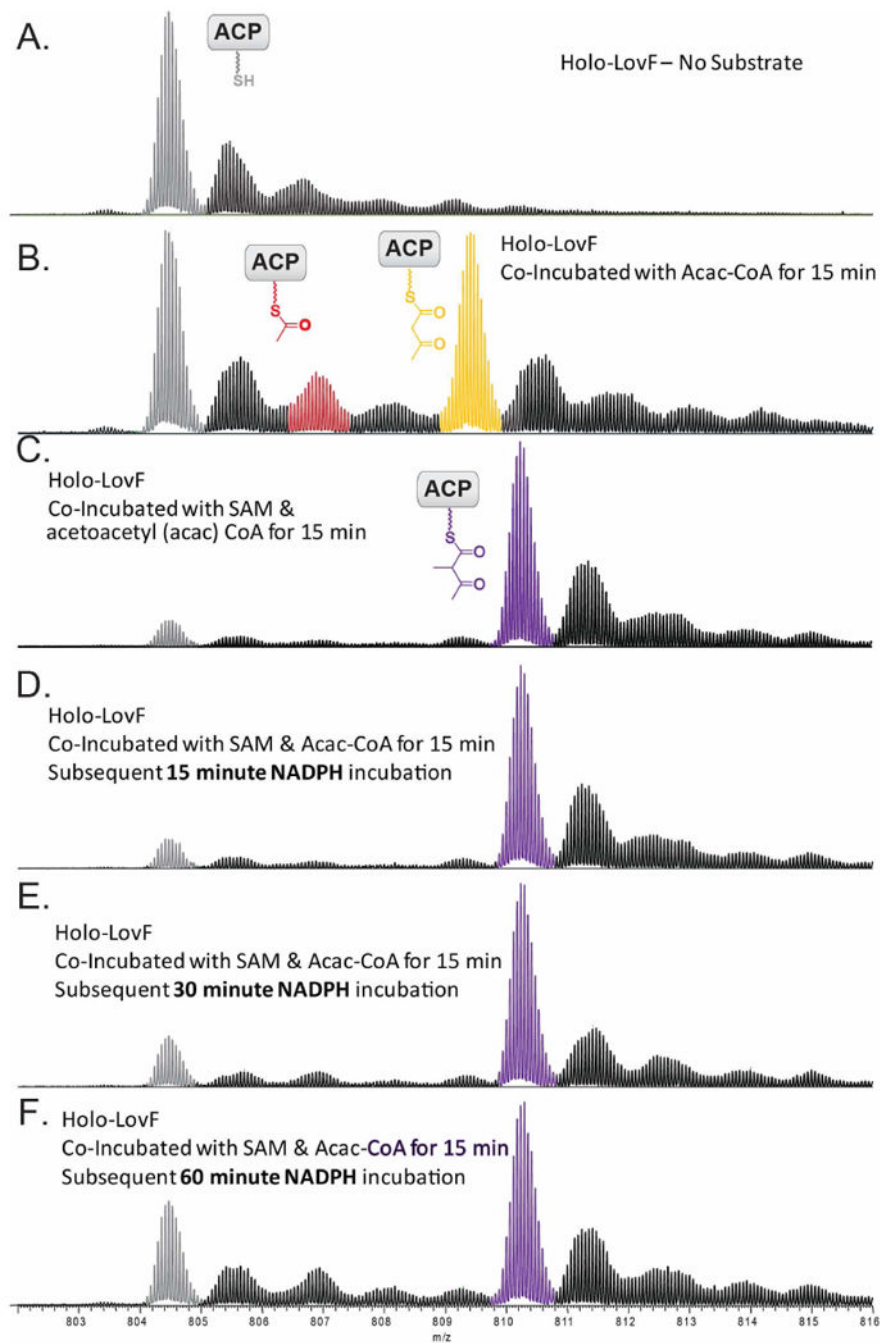 A.
ACP
SH
Holo-LovF – No Substrate
B.
ACP
S
O
ACP
S
O
O
Holo-LovF
Co-Incubated with Acac-CoA for 15 min
C.
Holo-LovF
Co-Incubated with SAM &
acetoacetyl (acac) CoA for 15 min
ACP
S
O
O
D.
Holo-LovF
Co-Incubated with SAM & Acac-CoA for 15 min
Subsequent 15 minute NADPH incubation
E.
Holo-LovF
Co-Incubated with SAM & Acac-CoA for 15 min
Subsequent 30 minute NADPH incubation
F.
Holo-LovF
Co-Incubated with SAM & Acac-CoA for 15 min
Subsequent 60 minute NADPH incubation
803 804 805 806 807 808 809 810 811 812 813 814 815 816
m/z